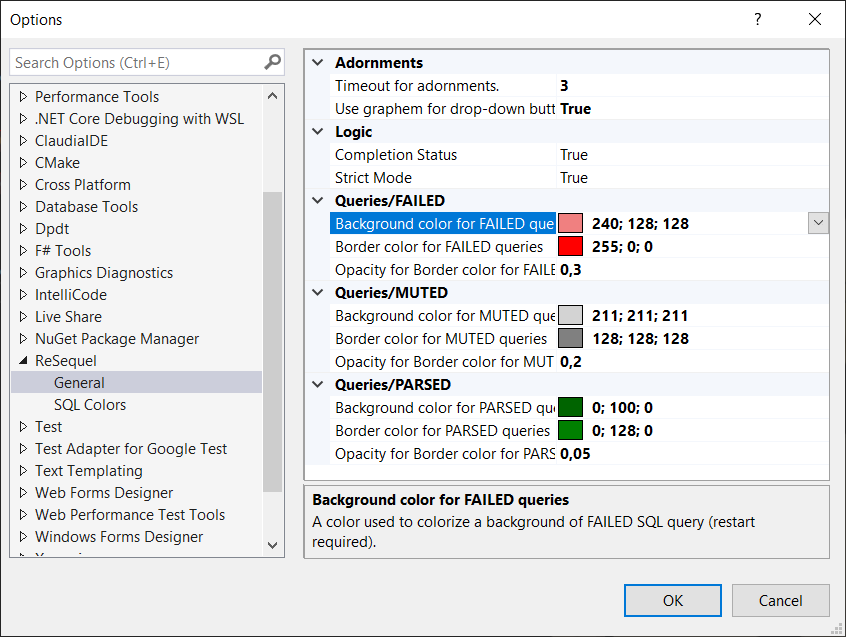 Options
?
Search Options (Ctrl+E)
Performance Tools
.NET Core Debugging with WSL
ClaudiaIDE
CMake
Cross Platform
Database Tools
Dpdt
F# Tools
Graphics Diagnostics
IntelliCode
Live Share
NuGet Package Manager
ReSequel
General
SQL Colors
Test
Test Adapter for Google Test
Text Templating
Web Forms Designer
Web Performance Test Tools
Windows Forms Designer
Adornments
Timeout for adornments. 3
Use graphem for drop-down butt True
Logic
Completion Status True
Strict Mode True
Queries/FAILED
Background color for FAILED que 240; 128; 128
Border color for FAILED queries 255; 0; 0
Opacity for Border color for FAILE 0,3
Queries/MUTED
Background color for MUTED que 211; 211; 211
Border color for MUTED queries 128; 128; 128
Opacity for Border color for MUT 0,2
Queries/PARSED
Background color for PARSED qu 0; 100; 0
Border color for PARSED queries 0; 128; 0
Opacity for Border color for PARS 0,05
Background color for FAILED queries
A color used to colorize a background of FAILED SQL query (restart
required).
OK
Cancel